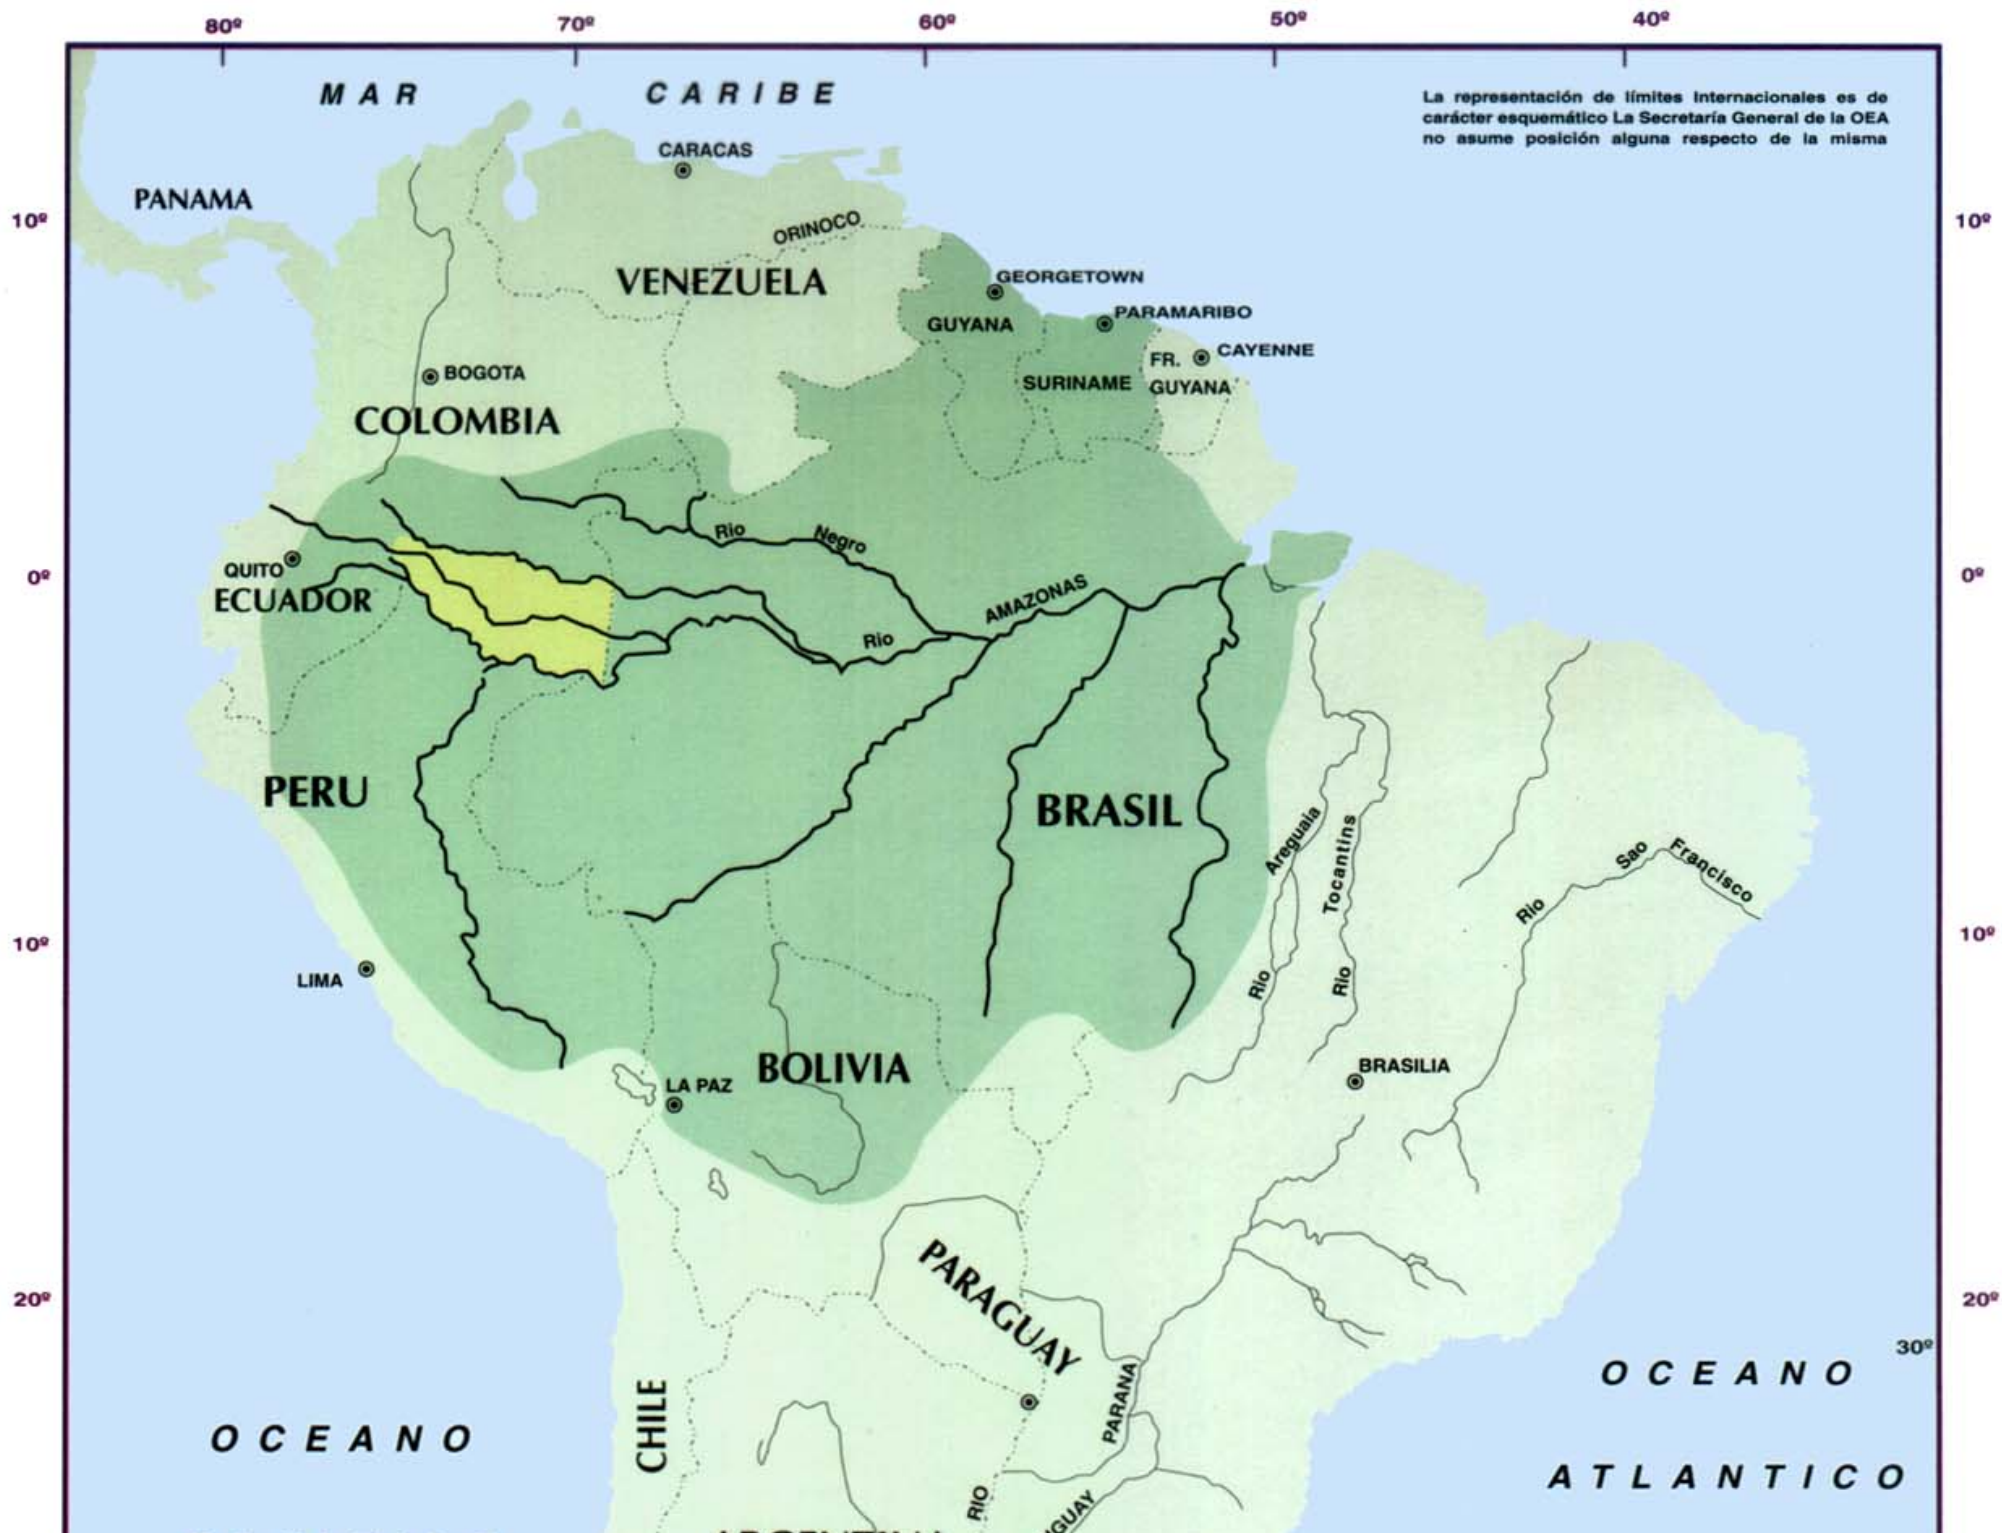 80º 70º 60º 50º 40º
MAR CARIBE
La representación de límites Internacionales es de
carácter esquemático La Secretaría General de la OEA
no asume posición alguna respecto de la misma
CARACAS
PANAMA
10º 10º
ORINOCO
VENEZUELA
GEORGETOWN
PARAMARIBO
GUYANA
CAYENNE
FR.
GUYANA
SURINAME
BOGOTA
COLOMBIA
Rio Negro
QUITO
0º 0º
ECUADOR
AMAZONAS
Rio
PERU
BRASIL
Areguaia
Rio
Tocantins
Rio
Rio Sao Francisco
10º 10º
LIMA
BOLIVIA
LA PAZ
BRASILIA
PARAGUAY
20º 20º
30º
OCEANO
ATLANTICO
CHILE
PARANA
RIO
OCEANO